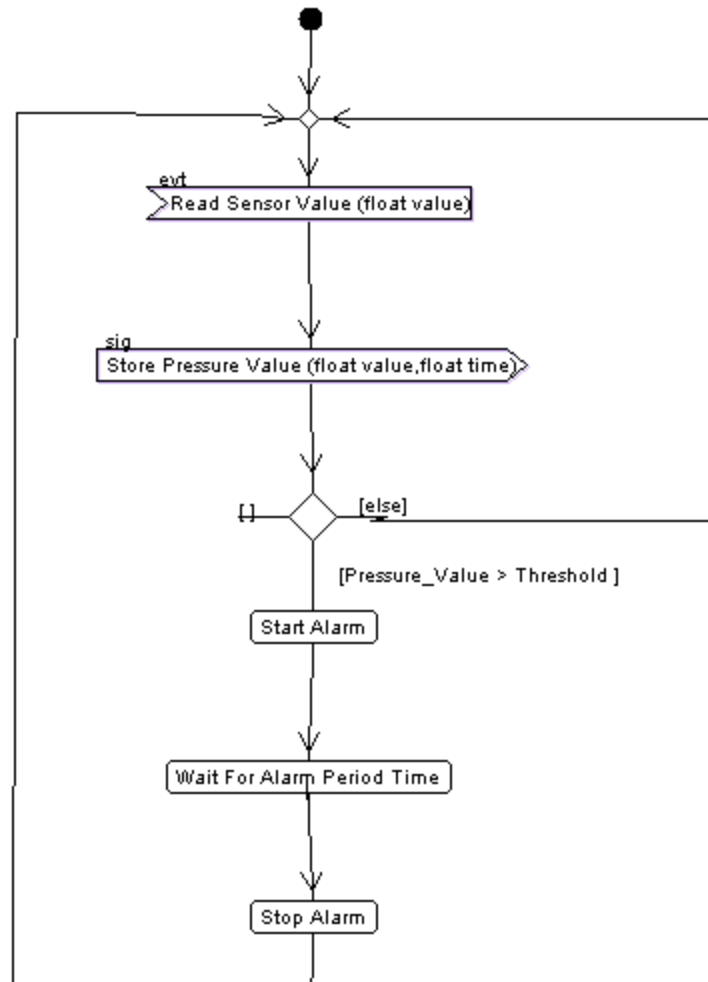 evt
Read Sensor Value (float value)
sig
Store Pressure Value (float value,float time)
[ ]
[else]
[Pressure_Value > Threshold ]
Start Alarm
Wait For Alarm Period Time
Stop Alarm